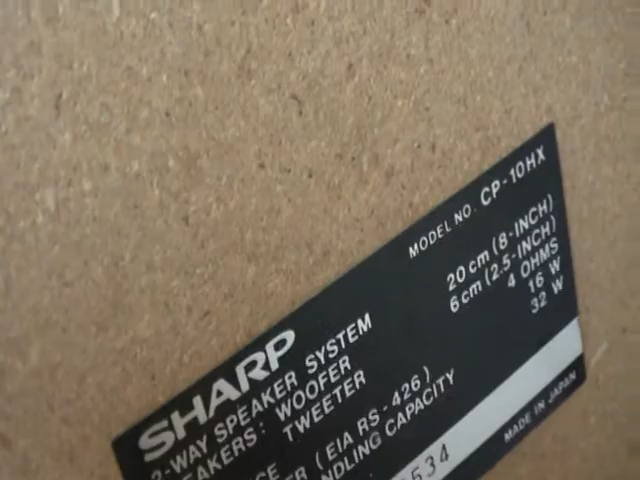 MODEL NO. CP-10HX
SHARP
2-WAY SPEAKER SYSTEM
SPEAKERS: WOOFER 20 cm (8-INCH)
TWEETER 6 cm (2.5-INCH)
4 OHMS
(EIA RS-426) 16 W
CAPACITY 32 W
534
MADE IN JAPAN